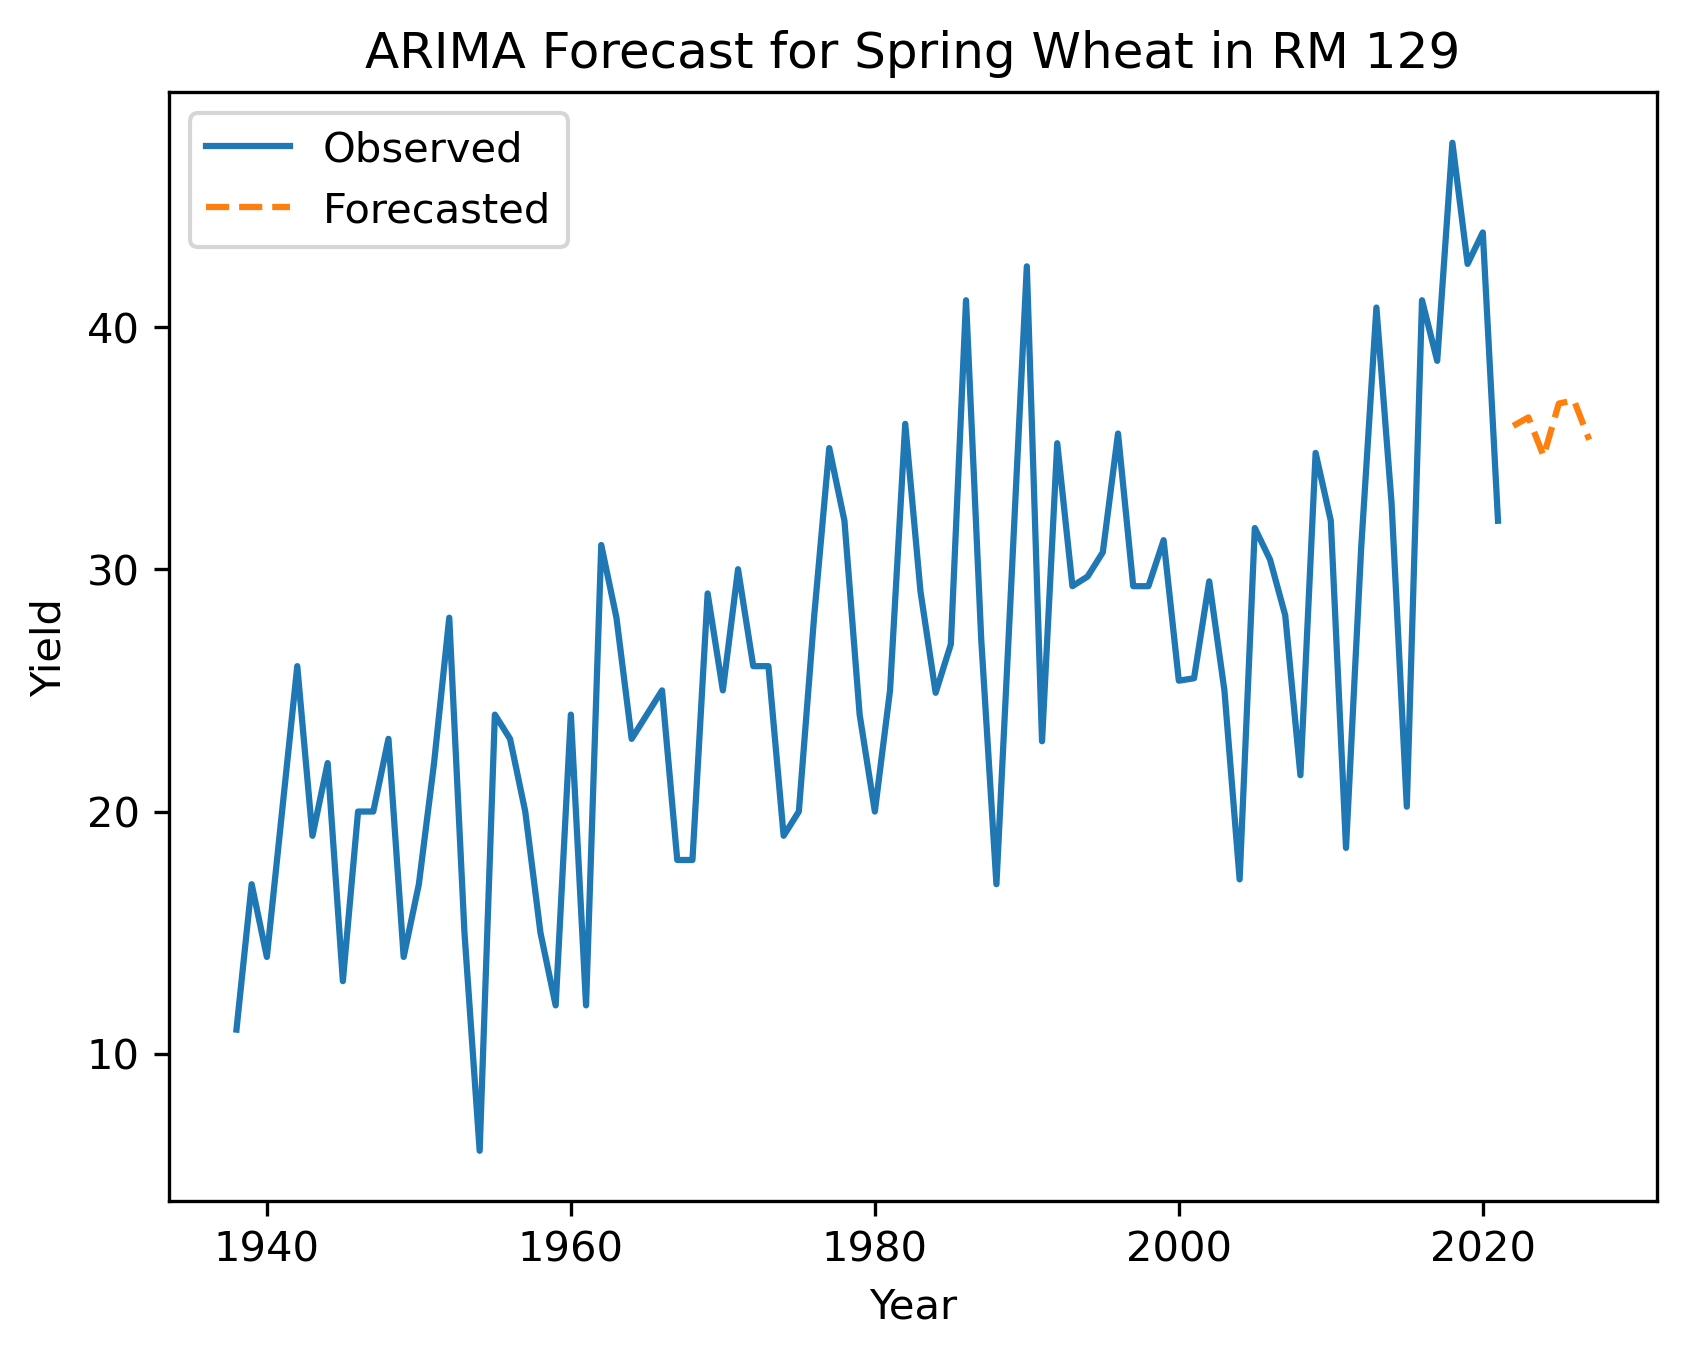 ARIMA Forecast for Spring Wheat in RM 129
Observed
Forecasted
40
30
20
10
Yield
1940 1960 1980 2000 2020
Year